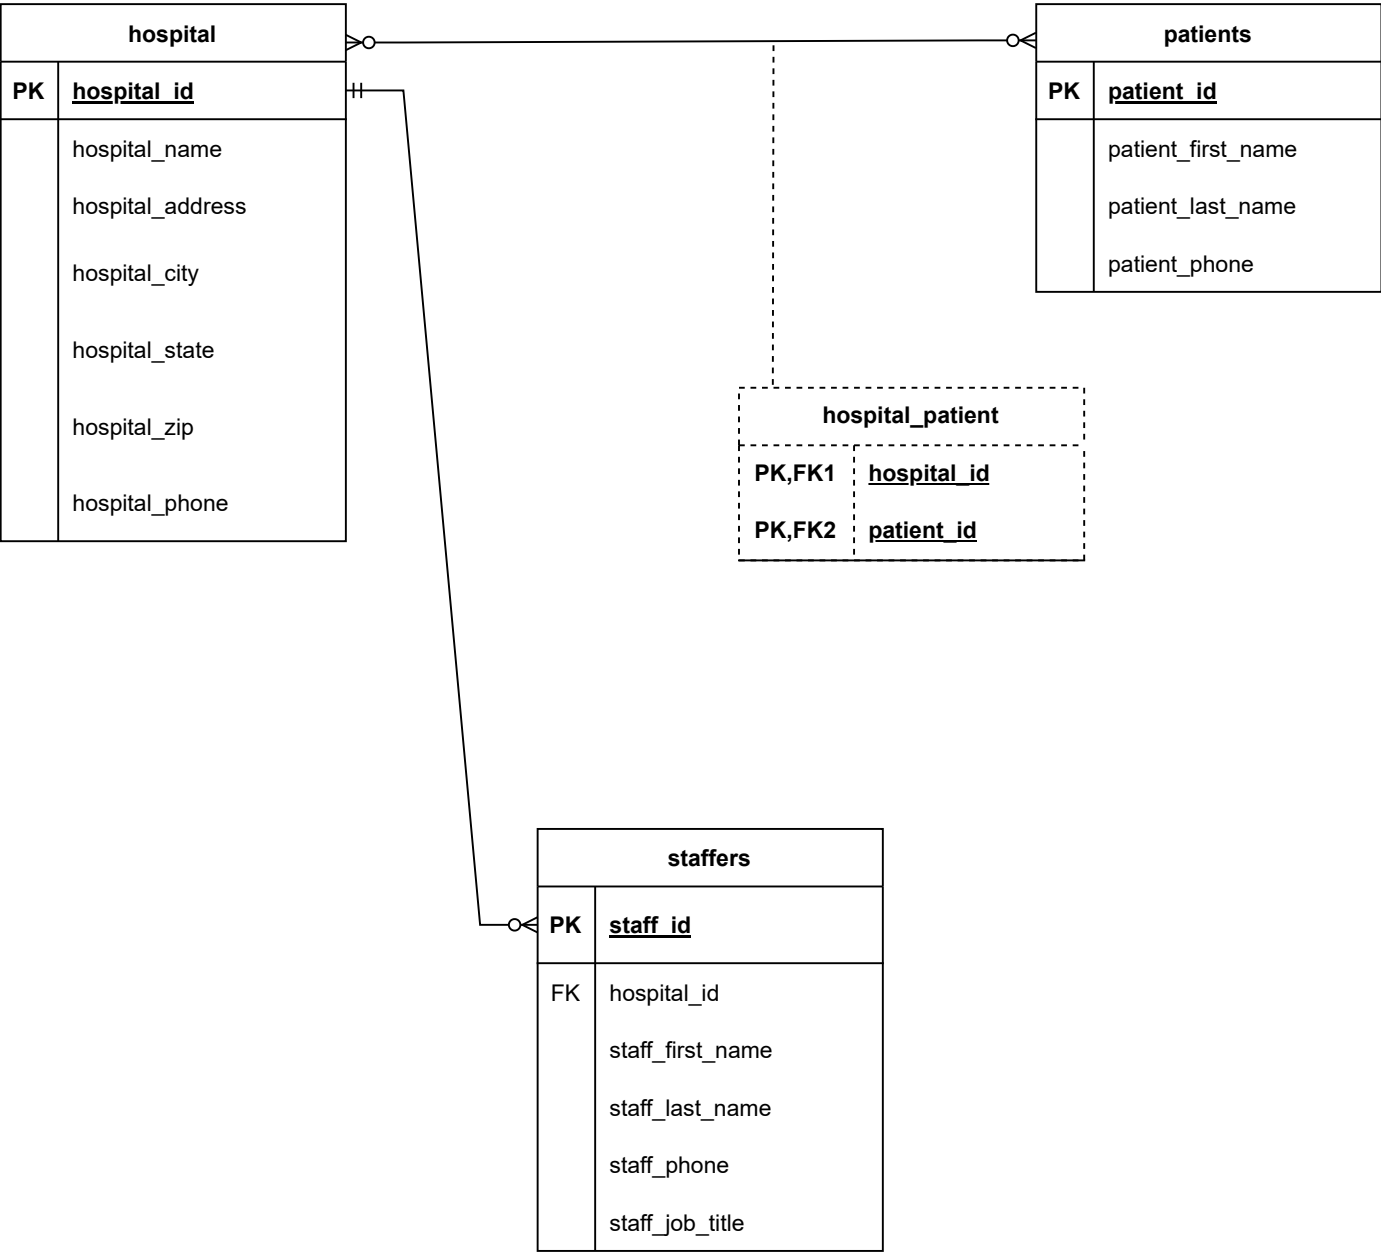 hospital
PK hospital_id
hospital_name
hospital_address
hospital_city
hospital_state
hospital_zip
hospital_phone
patients
PK patient_id
patient_first_name
patient_last_name
patient_phone
hospital_patient
PK,FK1 hospital_id
PK,FK2 patient_id
staffers
PK staff_id
FK hospital_id
staff_first_name
staff_last_name
staff_phone
staff_job_title